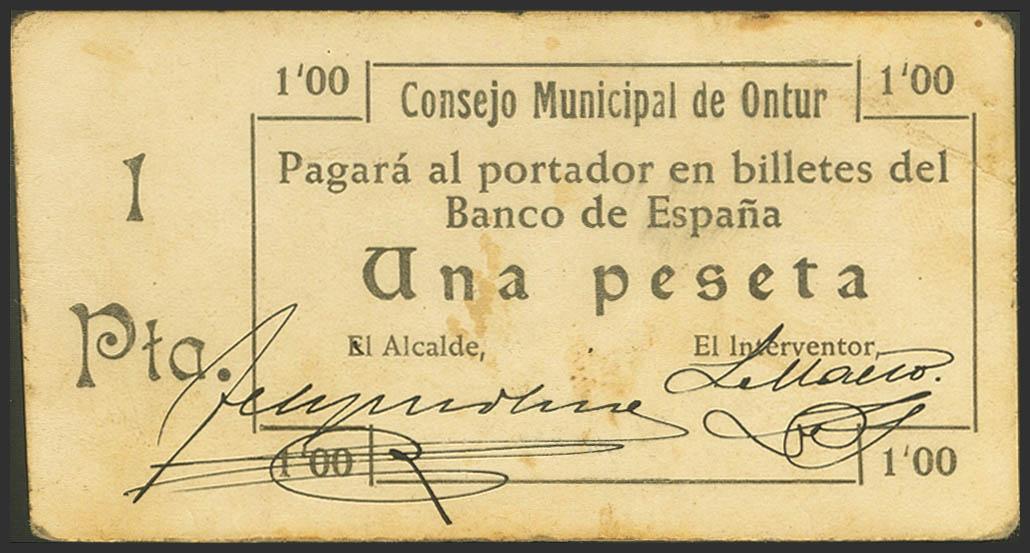 1'00
Consejo Municipal de Ontur
1'00
1
Pta.
Pagará al portador en billetes del
Banco de España
Una peseta
El Alcalde,
El Interventor,
1'00
1'00